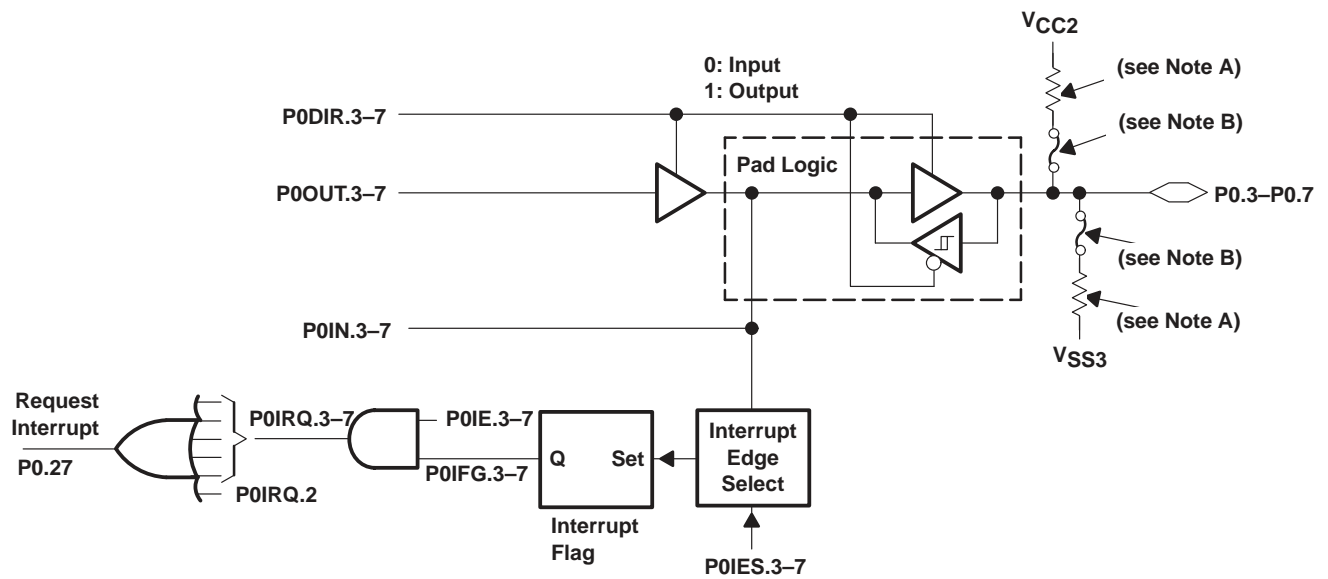 VCC2
(see Note A)
0: Input
1: Output
P0DIR.3–7
(see Note B)
Pad Logic
P0OUT.3–7
P0.3–P0.7
(see Note B)
(see Note A)
P0IN.3–7
VSS3
Request
Interrupt
P0.27
P0IRQ.3–7
P0IRQ.2
P0IE.3–7
P0IFG.3–7
Q
Set
Interrupt
Flag
Interrupt
Edge
Select
P0IES.3–7